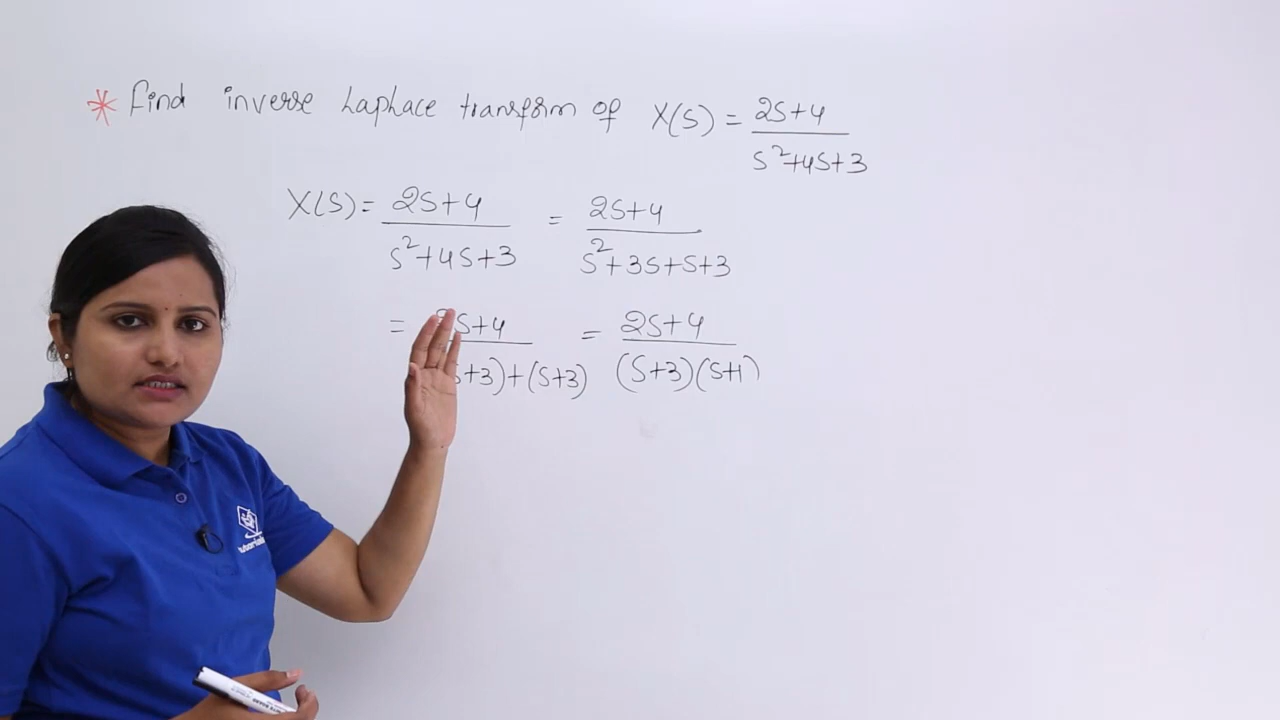 * Find inverse Laplace transform of X(S) = 2S+4 / S²+4S+3
X(S) = 2S+4 / S²+4S+3 = 2S+4 / S²+3S+S+3
= 2S+4 / S+3)+(S+3) = 2S+4 / (S+3)(S+1)